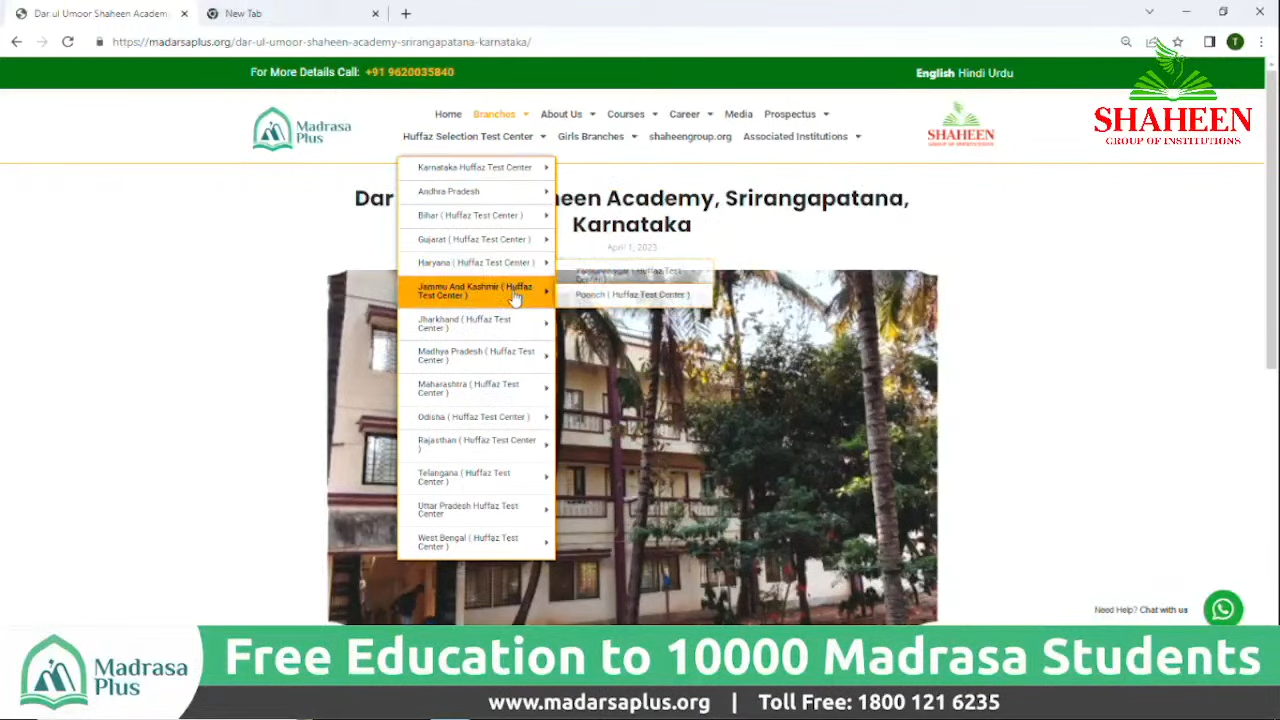 Dar ul Umoor Shaheen Academ
New Tab
https://madarsaplus.org/dar-ul-umoor-shaheen-academy-srirangapatana-karnataka/
For More Details Call: +91 9620035840
English Hindi Urdu
Madrasa
Plus
Home Branches About Us Courses Career Media Prospectus
Huffaz Selection Test Center Girls Branches shaheengroup.org Associated Institutions
SHAHEEN
GROUP OF INSTITUTIONS
SHAHEEN
GROUP OF INSTITUTIONS
Karnataka Huffaz Test Center
Andhra Pradesh
Bihar ( Huffaz Test Center )
Gujarat ( Huffaz Test Center )
Haryana ( Huffaz Test Center )
Jammu And Kashmir ( Huffaz
Test Center )
Jharkhand ( Huffaz Test
Center )
Madhya Pradesh ( Huffaz Test
Center )
Maharashtra ( Huffaz Test
Center )
Odisha ( Huffaz Test Center )
Rajasthan ( Huffaz Test Center
)
Telangana ( Huffaz Test
Center )
Uttar Pradesh Huffaz Test
Center
West Bengal ( Huffaz Test
Center )
Poonch ( Huffaz Test Center )
Dar een Academy, Srirangapatana,
Karnataka
April 1, 2023
Need Help? Chat with us
Madrasa
Plus
Free Education to 10000 Madrasa Students
www.madarsaplus.org | Toll Free: 1800 121 6235